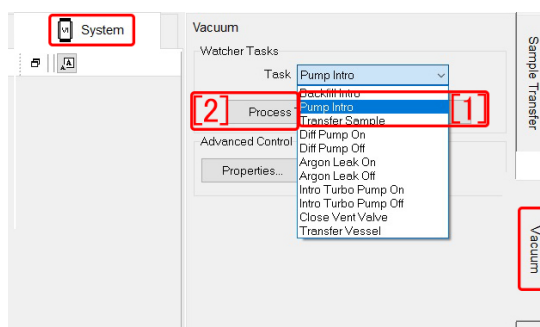 System
Vacuum
Watcher Tasks
Task Pump Intro
Backfill Intro
[2] Process Pump Intro [1]
Transfer Sample
Advanced Control Diff Pump On
Diff Pump Off
Properties... Argon Leak On
Argon Leak Off
Intro Turbo Pump On
Intro Turbo Pump Off
Close Vent Valve
Transfer Vessel
Sample Transfer
Vacuum